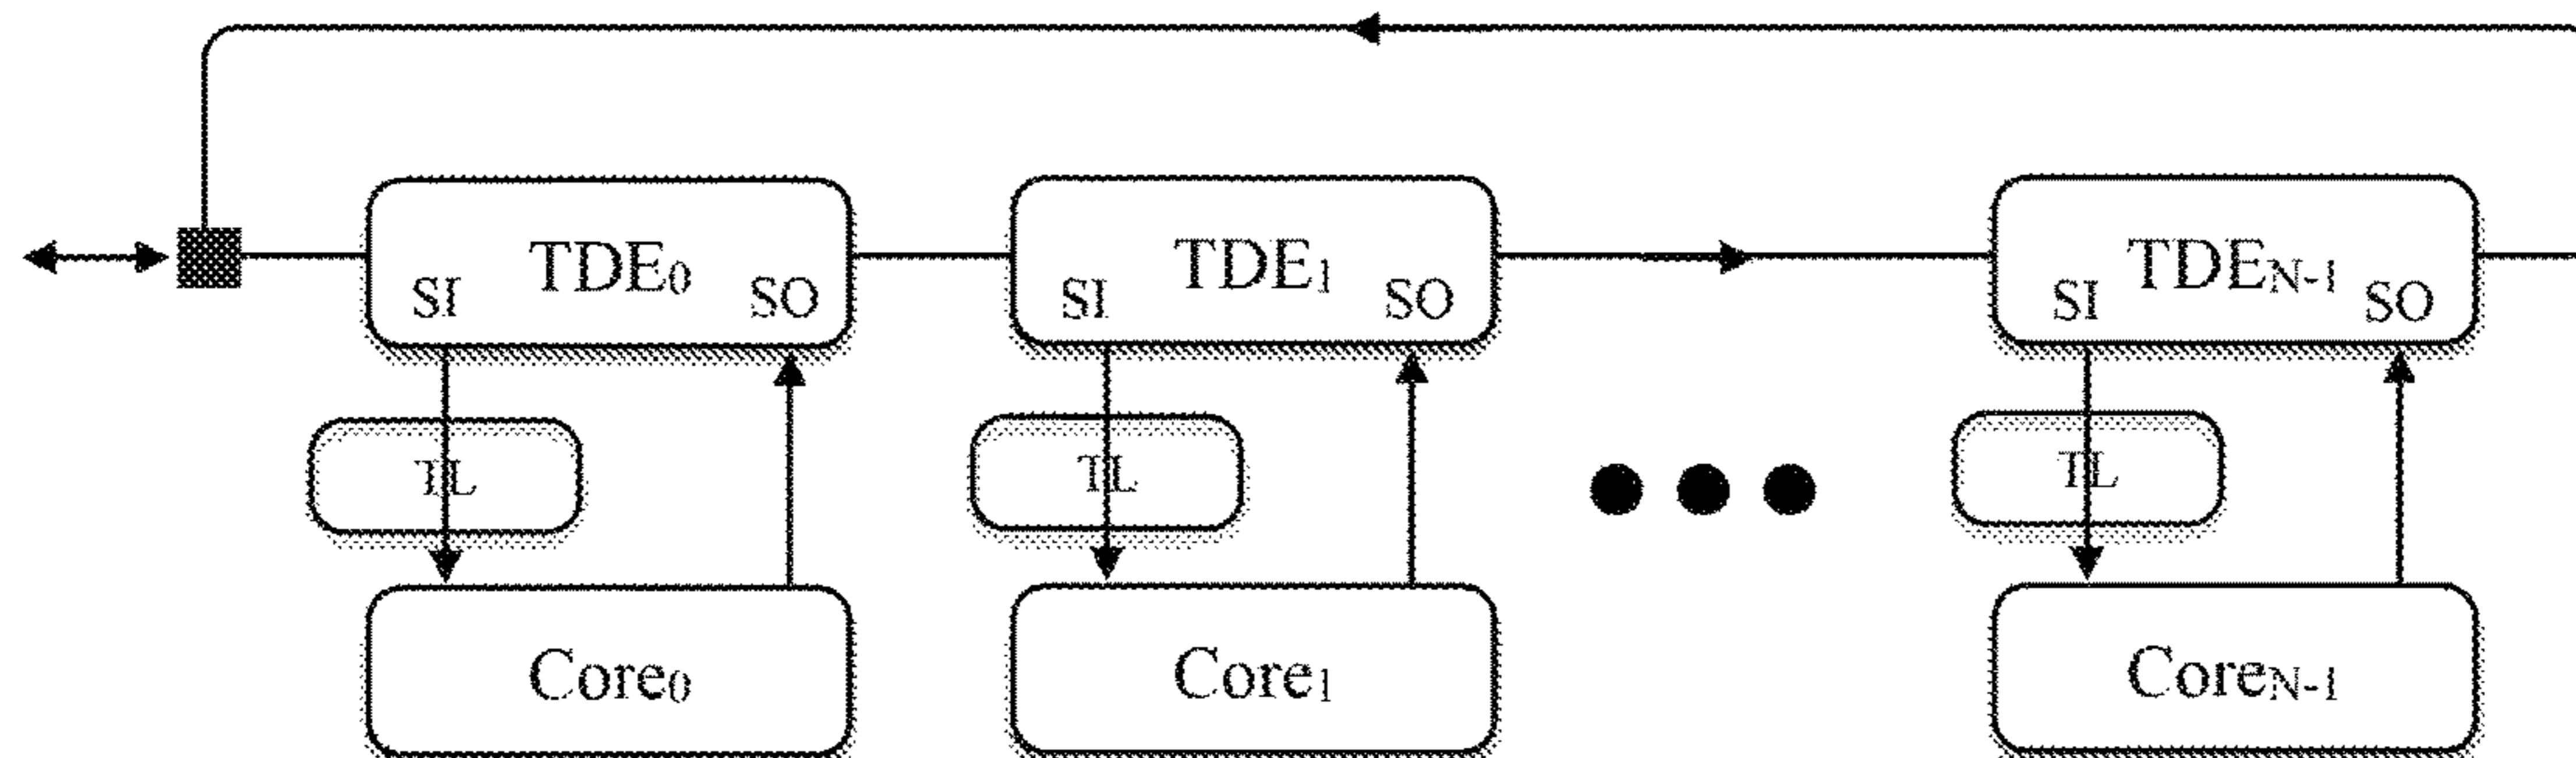 TDE0 TDE1 TDEN-1
SI SO SI SO SI SO
TL TL TL
Core0 Core1 CoreN-1